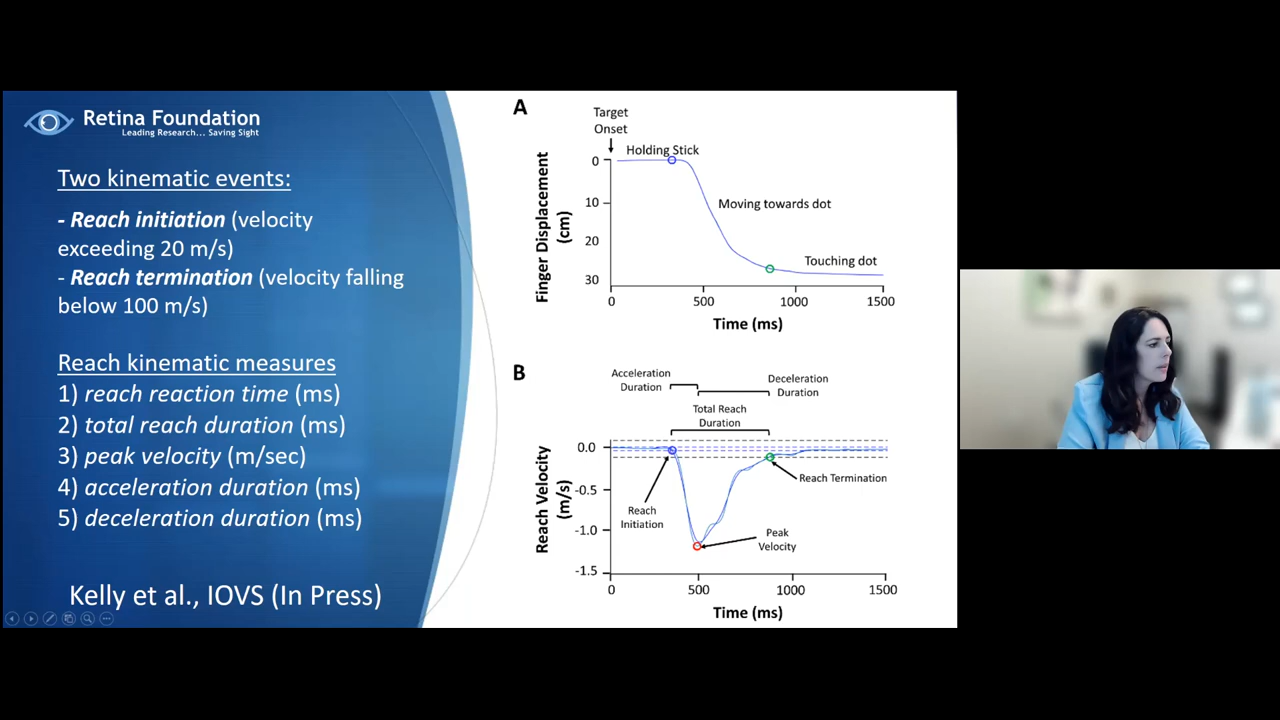 Retina Foundation
Leading Research... Saving Sight
Two kinematic events:
- Reach initiation (velocity
exceeding 20 m/s)
- Reach termination (velocity falling
below 100 m/s)
Reach kinematic measures
1) reach reaction time (ms)
2) total reach duration (ms)
3) peak velocity (m/sec)
4) acceleration duration (ms)
5) deceleration duration (ms)
Kelly et al., IOVS (In Press)
A
Target
Onset
Holding Stick
Moving towards dot
Touching dot
Finger Displacement
(cm)
0
10
20
30
0
500
1000
1500
Time (ms)
B
Acceleration
Duration
Deceleration
Duration
Total Reach
Duration
Reach Velocity
(m/s)
0.0
-0.5
-1.0
-1.5
Reach
Initiation
Reach Termination
Peak
Velocity
0
500
1000
1500
Time (ms)